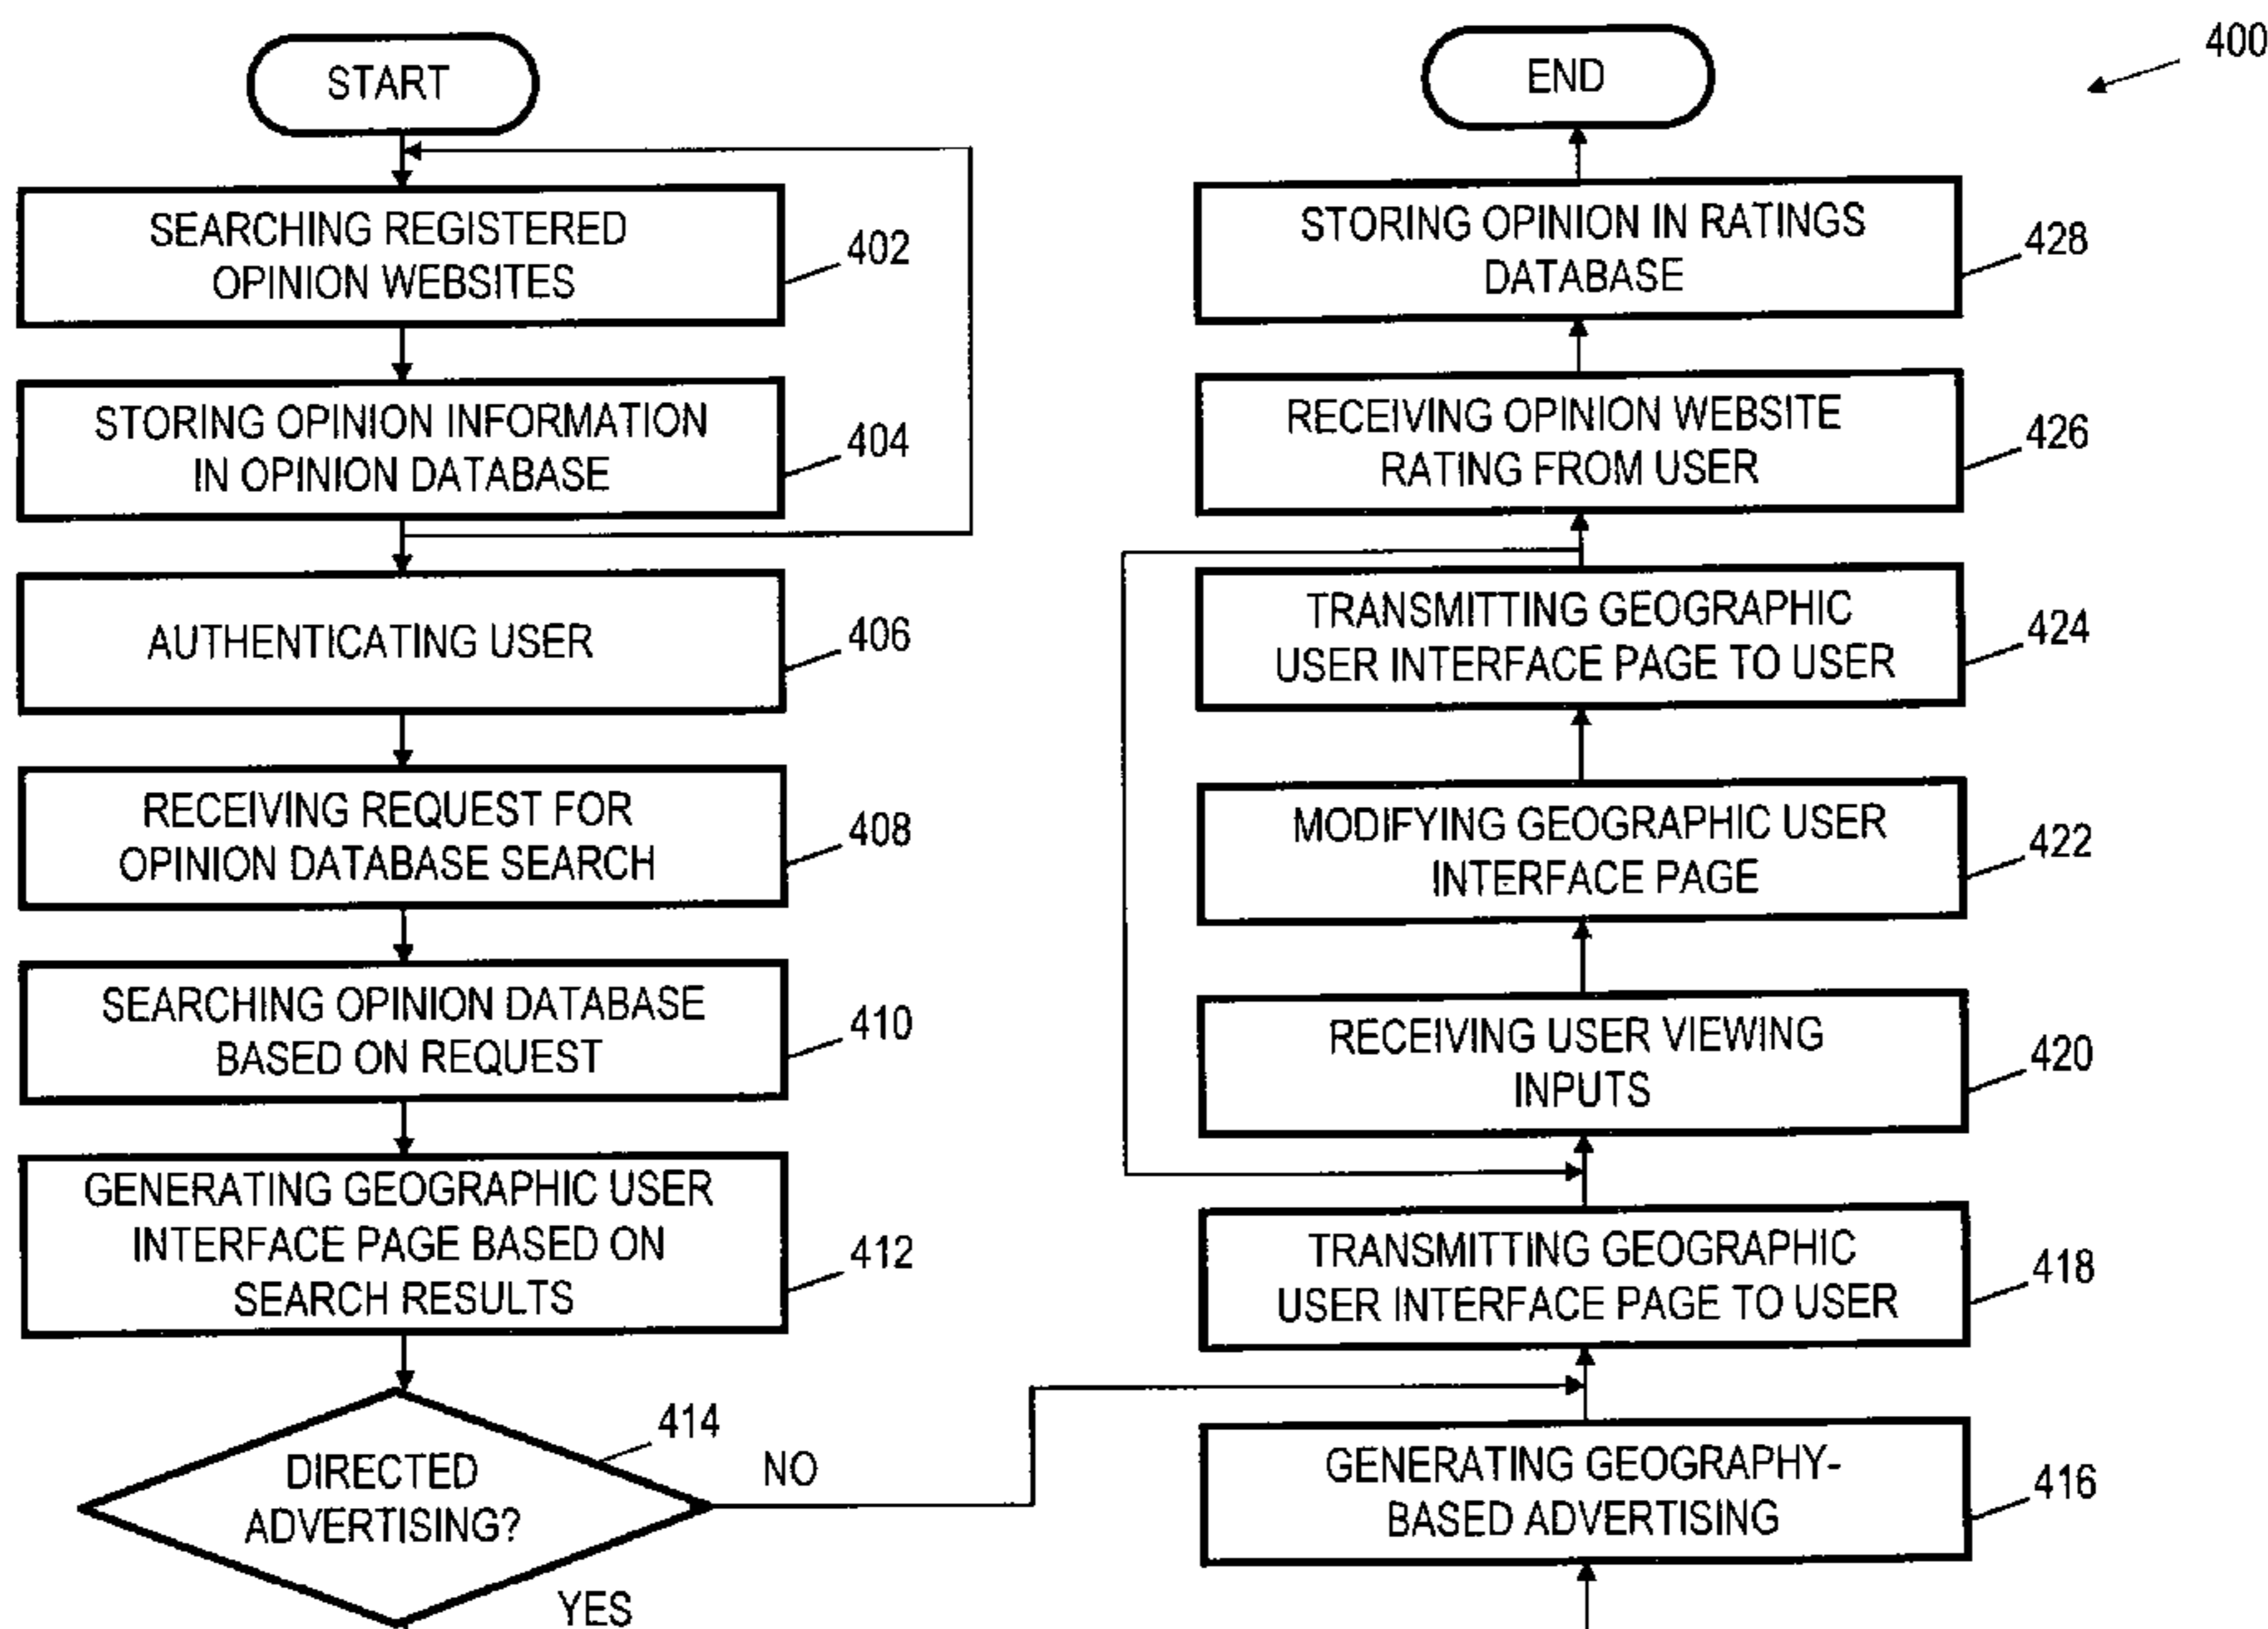 START
SEARCHING REGISTERED
OPINION WEBSITES
402
STORING OPINION INFORMATION
IN OPINION DATABASE
404
AUTHENTICATING USER
406
RECEIVING REQUEST FOR
OPINION DATABASE SEARCH
408
SEARCHING OPINION DATABASE
BASED ON REQUEST
410
GENERATING GEOGRAPHIC USER
INTERFACE PAGE BASED ON
SEARCH RESULTS
412
DIRECTED
ADVERTISING?
414
NO
YES
400
END
STORING OPINION IN RATINGS
DATABASE
428
RECEIVING OPINION WEBSITE
RATING FROM USER
426
TRANSMITTING GEOGRAPHIC
USER INTERFACE PAGE TO USER
424
MODIFYING GEOGRAPHIC USER
INTERFACE PAGE
422
RECEIVING USER VIEWING
INPUTS
420
TRANSMITTING GEOGRAPHIC
USER INTERFACE PAGE TO USER
418
GENERATING GEOGRAPHY-
BASED ADVERTISING
416